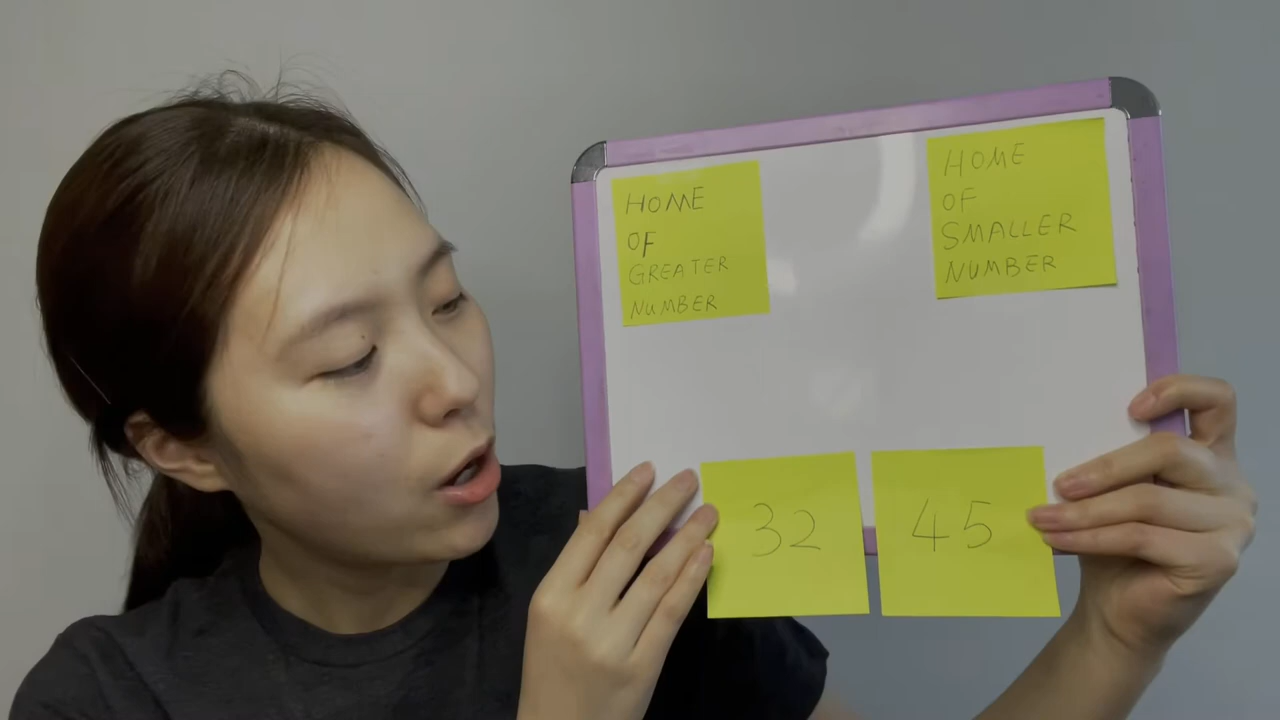 HOME
OF
GREATER
NUMBER
HOME
OF
SMALLER
NUMBER
32
45